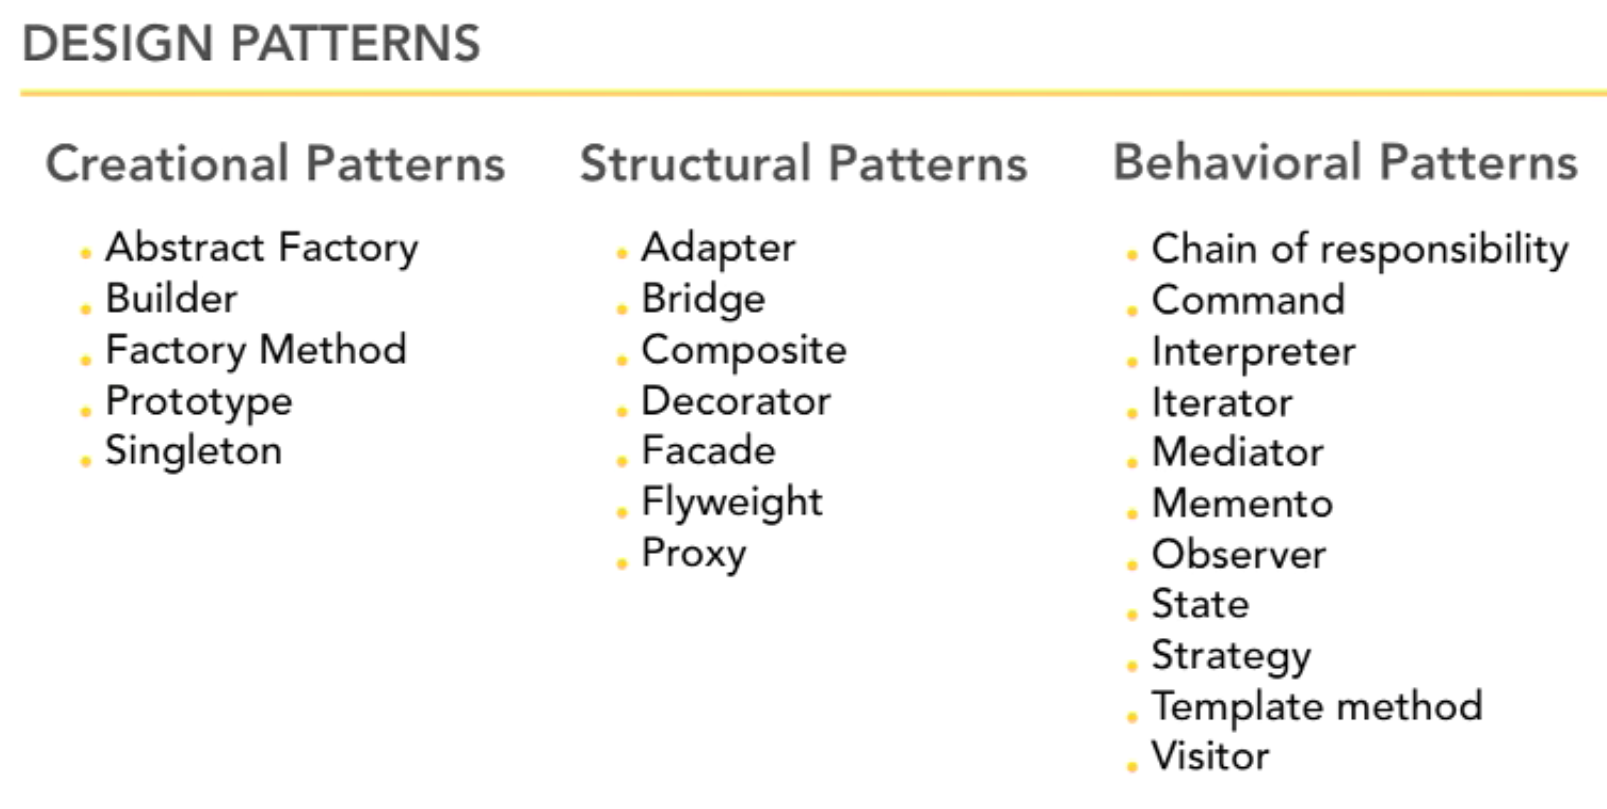 DESIGN PATTERNS
Creational Patterns
Abstract Factory
Builder
Factory Method
Prototype
Singleton
Structural Patterns
Adapter
Bridge
Composite
Decorator
Facade
Flyweight
Proxy
Behavioral Patterns
Chain of responsibility
Command
Interpreter
Iterator
Mediator
Memento
Observer
State
Strategy
Template method
Visitor